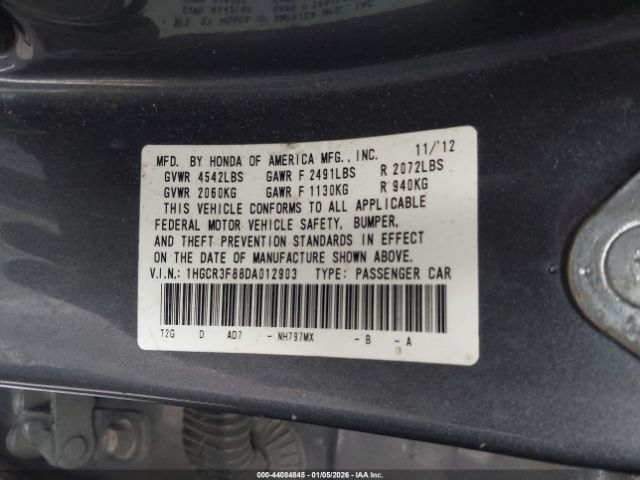 MFD. BY HONDA OF AMERICA MFG., INC. 11/'12
GVWR 4542LBS GAWR F 2491LBS R 2072LBS
GVWR 2060KG GAWR F 1130KG R 940KG
THIS VEHICLE CONFORMS TO ALL APPLICABLE
FEDERAL MOTOR VEHICLE SAFETY, BUMPER,
AND THEFT PREVENTION STANDARDS IN EFFECT
ON THE DATE OF MANUFACTURE SHOWN ABOVE.
V.I.N.: 1HGCR3F88DA012903 TYPE: PASSENGER CAR
T2G D AD7 - NH797MX - B - A
000-44084845 | 01/05/2026 | IAA Inc.